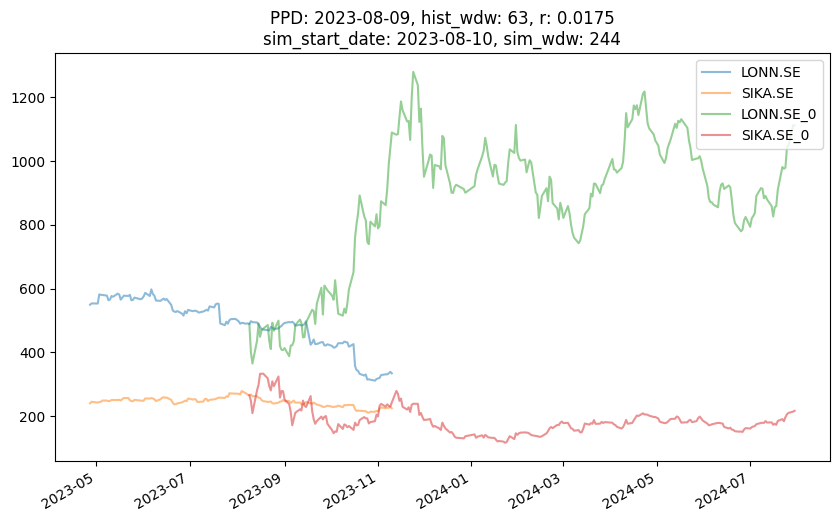 PPD: 2023-08-09, hist_wdw: 63, r: 0.0175
sim_start_date: 2023-08-10, sim_wdw: 244
LONN.SE
SIKA.SE
LONN.SE_0
SIKA.SE_0
1200
1000
800
600
400
200
2023-05
2023-07
2023-09
2023-11
2024-01
2024-03
2024-05
2024-07